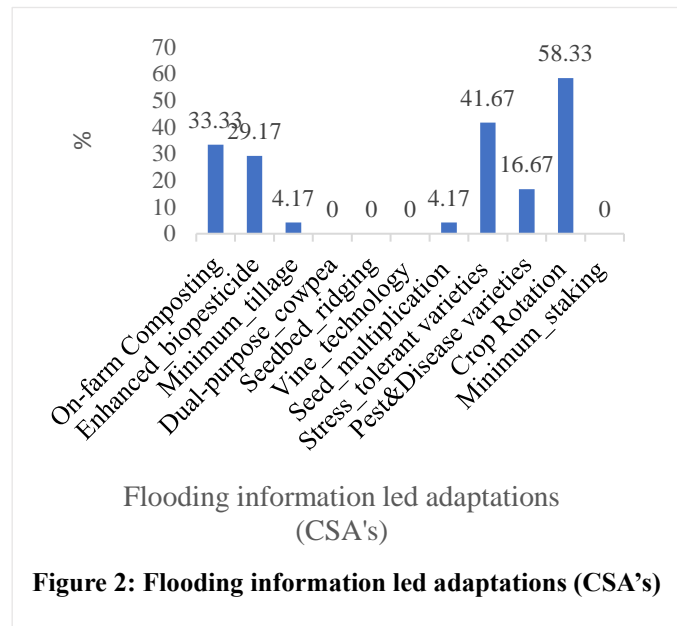 70
60
50
40
30
20
10
0
%
33.33
29.17
4.17
0
0
0
4.17
41.67
16.67
58.33
0
On-farm Composting
Enhanced_biopesticide
Minimum_tillage
Dual-purpose_cowpea
Seedbed_ridging
Vine_technology
Seed_multiplication
Stress_tolerant varieties
Pest&Disease varieties
Crop Rotation
Minimum_staking
Flooding information led adaptations
(CSA's)
Figure 2: Flooding information led adaptations (CSA’s)